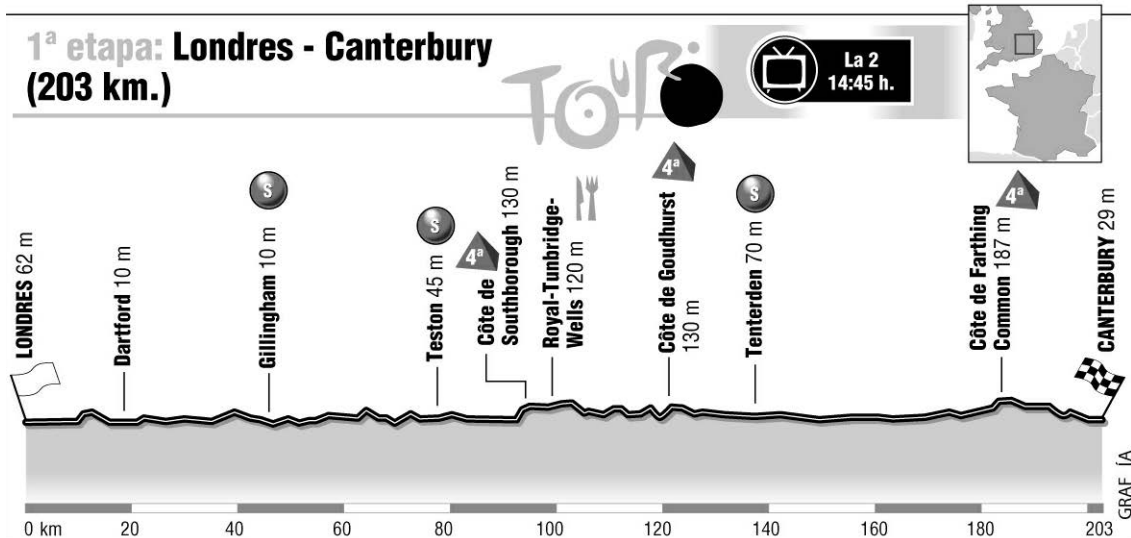 1ª etapa: Londres - Canterbury
(203 km.)
TOUR
La 2
14:45 h.
LONDRES 62 m
Dartford 10 m
S
Gillingham 10 m
S
Teston 45 m
4ª
Côte de
Southborough 130 m
Royal-Tunbridge-
Wells 120 m
4ª
Côte de Goudhurst
130 m
S
Tenterden 70 m
4ª
Côte de Farthing
Common 187 m
CANTERBURY 29 m
0 km 20 40 60 80 100 120 140 160 180 203